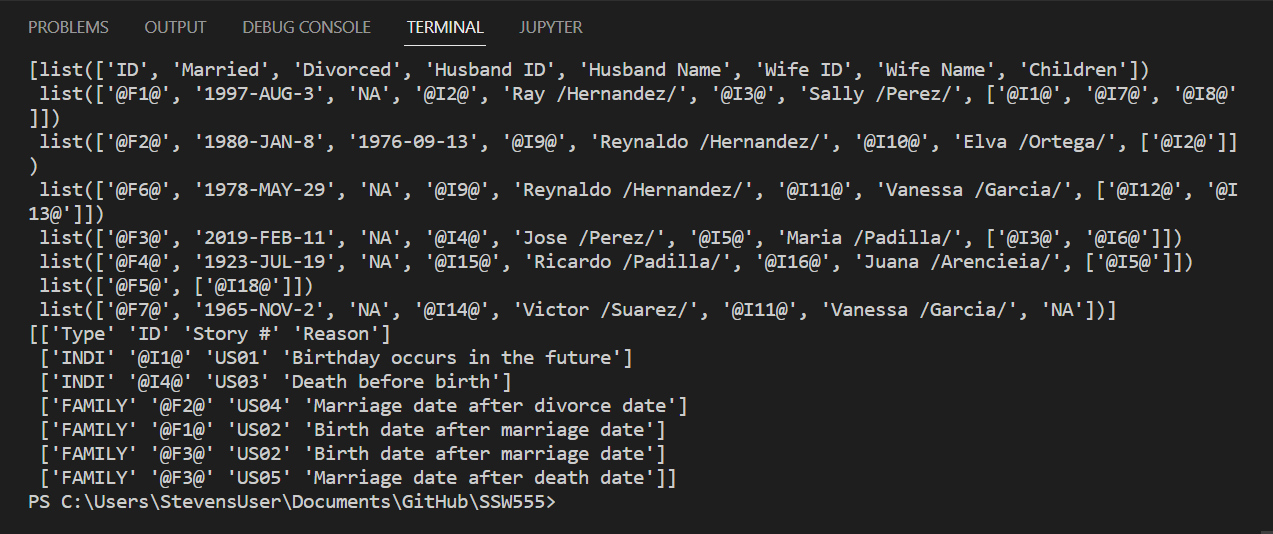 PROBLEMS OUTPUT DEBUG CONSOLE TERMINAL JUPYTER
[list(['ID', 'Married', 'Divorced', 'Husband ID', 'Husband Name', 'Wife ID', 'Wife Name', 'Children'])
 list(['@F1@', '1997-AUG-3', 'NA', '@I2@', 'Ray /Hernandez/', '@I3@', 'Sally /Perez/', ['@I1@', '@I7@', '@I8@'
]])
 list(['@F2@', '1980-JAN-8', '1976-09-13', '@I9@', 'Reynaldo /Hernandez/', '@I10@', 'Elva /Ortega/', ['@I2@']]
)
 list(['@F6@', '1978-MAY-29', 'NA', '@I9@', 'Reynaldo /Hernandez/', '@I11@', 'Vanessa /Garcia/', ['@I12@', '@I
13@']])
 list(['@F3@', '2019-FEB-11', 'NA', '@I4@', 'Jose /Perez/', '@I5@', 'Maria /Padilla/', ['@I3@', '@I6@']])
 list(['@F4@', '1923-JUL-19', 'NA', '@I15@', 'Ricardo /Padilla/', '@I16@', 'Juana /Arencieia/', ['@I5@']])
 list(['@F5@', ['@I18@']])
 list(['@F7@', '1965-NOV-2', 'NA', '@I14@', 'Victor /Suarez/', '@I11@', 'Vanessa /Garcia/', 'NA'])]
[['Type' 'ID' 'Story #' 'Reason']
 ['INDI' '@I1@' 'US01' 'Birthday occurs in the future']
 ['INDI' '@I4@' 'US03' 'Death before birth']
 ['FAMILY' '@F2@' 'US04' 'Marriage date after divorce date']
 ['FAMILY' '@F1@' 'US02' 'Birth date after marriage date']
 ['FAMILY' '@F3@' 'US02' 'Birth date after marriage date']
 ['FAMILY' '@F3@' 'US05' 'Marriage date after death date']]
PS C:\Users\StevensUser\Documents\GitHub\SSW555>